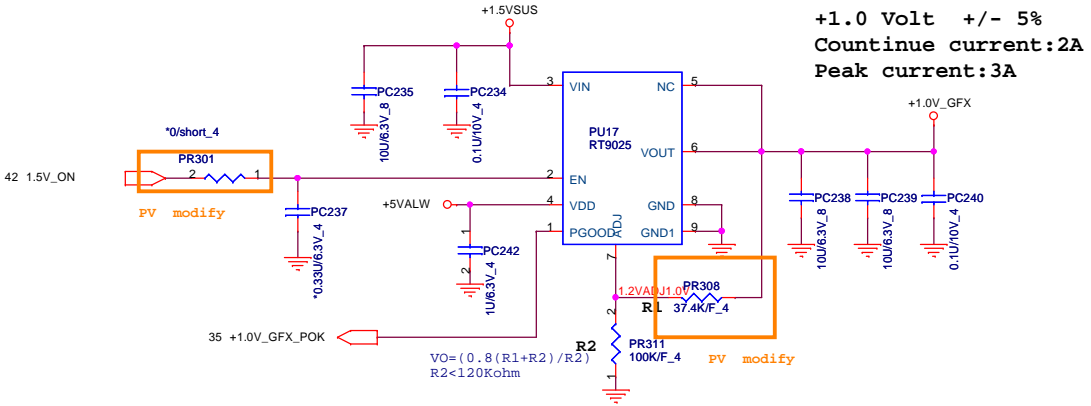 +1.5VSUS
+1.0 Volt +/- 5%
Countinue current:2A
Peak current:3A
PC235
10U/6.3V_8
PC234
0.1U/10V_4
3
VIN
NC
5
+1.0V_GFX
PU17
RT9025
*0/short_4
PR301
2
1
VOUT
6
42 1.5V_ON
2
EN
PV modify
PC237
*0.33U/6.3V_4
+5VALW
4
VDD
GND
8
1
PGOOD
ADJ
GND1
9
PC238
10U/6.3V_8
PC239
10U/6.3V_8
PC240
0.1U/10V_4
1
PC242
2
1U/6.3V_4
7
1.2VADJ1.0V
PR308
R1
37.4K/F_4
2
R2
PR311
100K/F_4
1
35 +1.0V_GFX_POK
VO=(0.8(R1+R2)/R2)
R2<120Kohm
PV modify